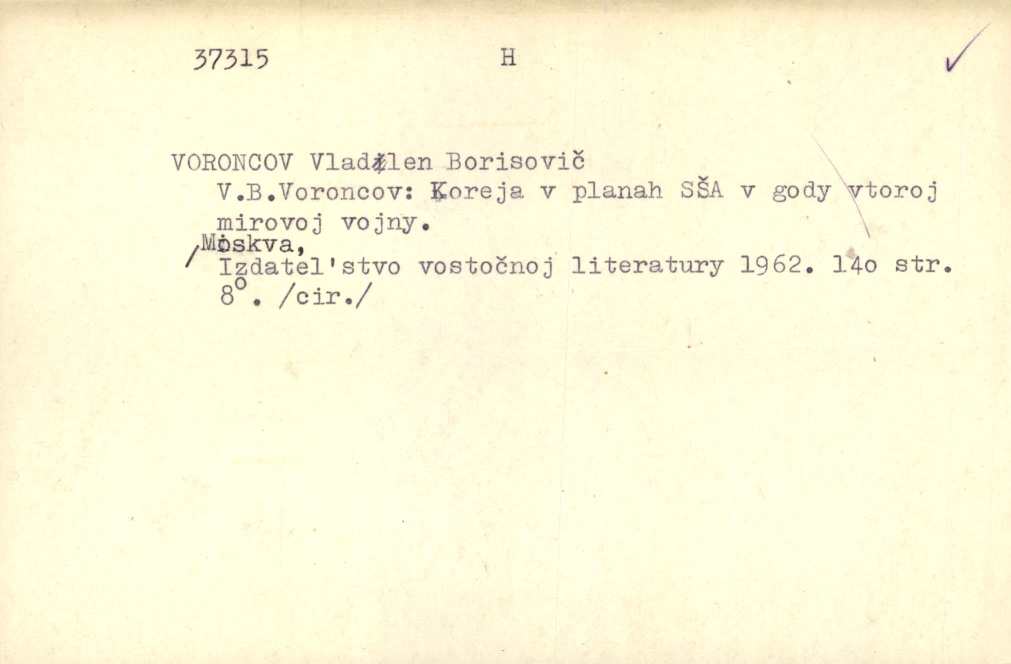 37315 H
VORONCOV Vladilen Borisovič
V.B.Voroncov: Koreja v planah SŠA v gody vtoroj
mirovoj vojny.
Moskva,
Izdatel'stvo vostočnoj literatury 1962. 14o str.
8°. /cir./